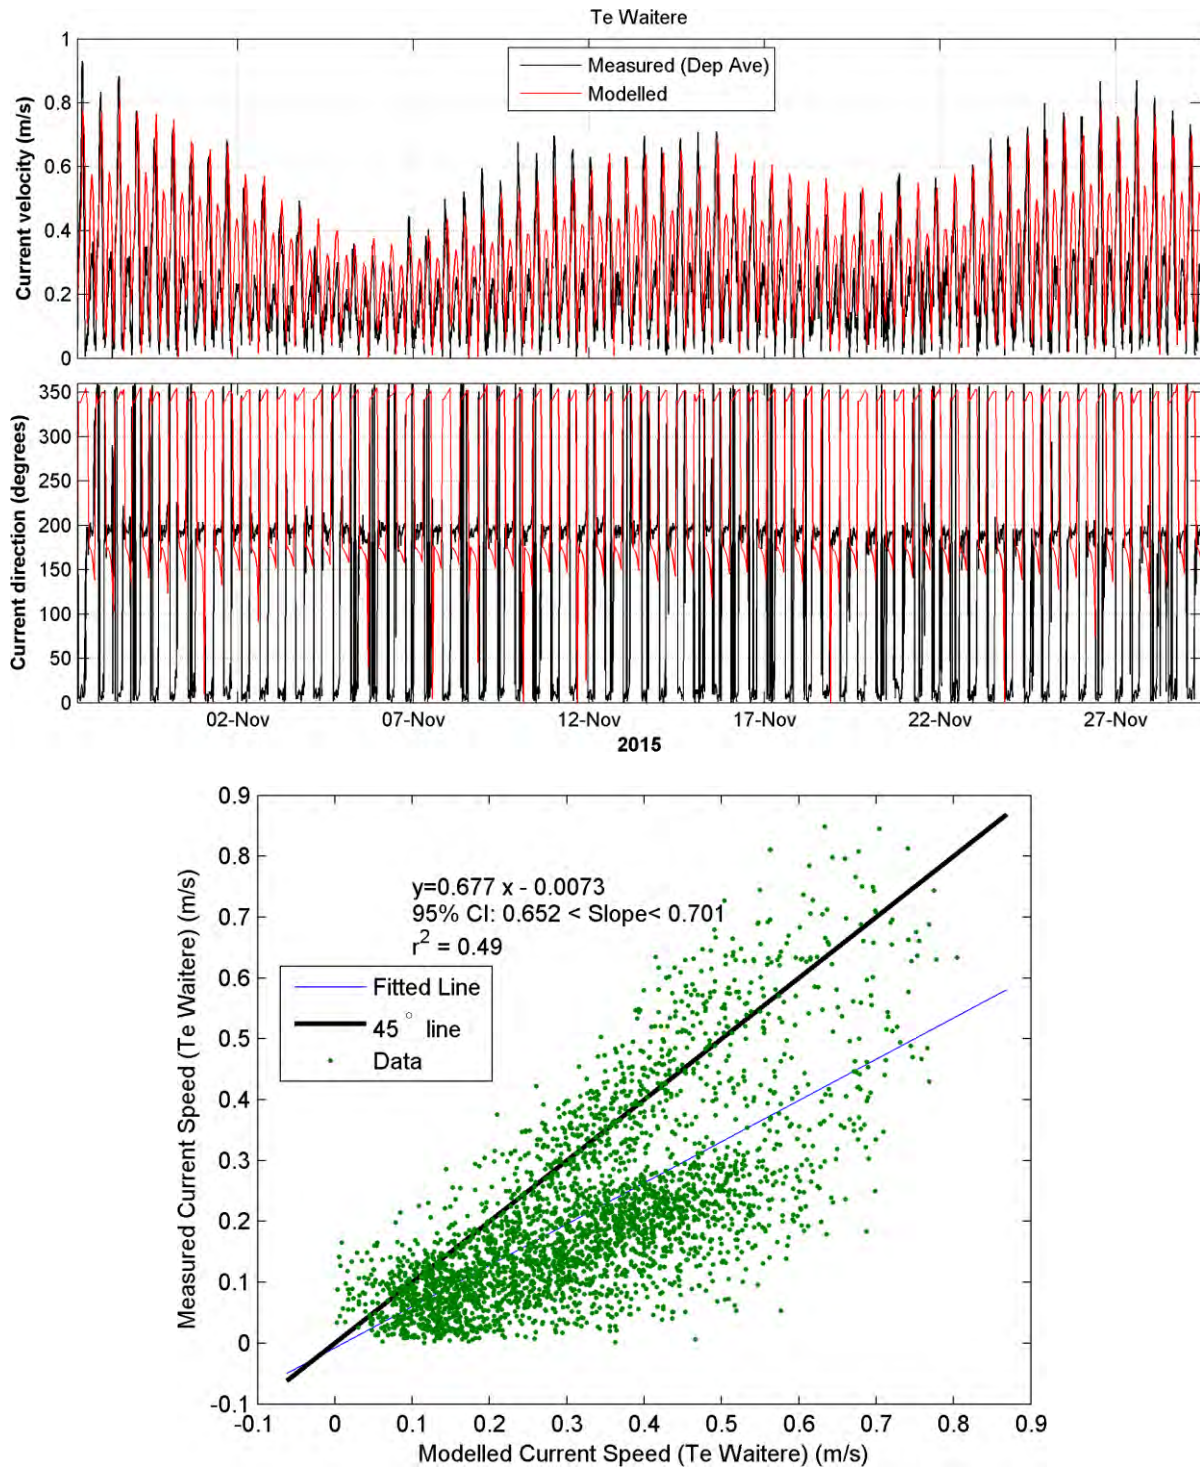 Te Waitere
Current velocity (m/s)
1
0.8
0.6
0.4
0.2
0
Measured (Dep Ave)
Modelled
Current direction (degrees)
350
300
250
200
150
100
50
0
02-Nov 07-Nov 12-Nov 17-Nov 22-Nov 27-Nov
2015
Measured Current Speed (Te Waitere) (m/s)
0.9
0.8
0.7
0.6
0.5
0.4
0.3
0.2
0.1
0
-0.1
y=0.677 x - 0.0073
95% CI: 0.652 < Slope< 0.701
r² = 0.49
Fitted Line
45° line
Data
-0.1 0 0.1 0.2 0.3 0.4 0.5 0.6 0.7 0.8 0.9
Modelled Current Speed (Te Waitere) (m/s)